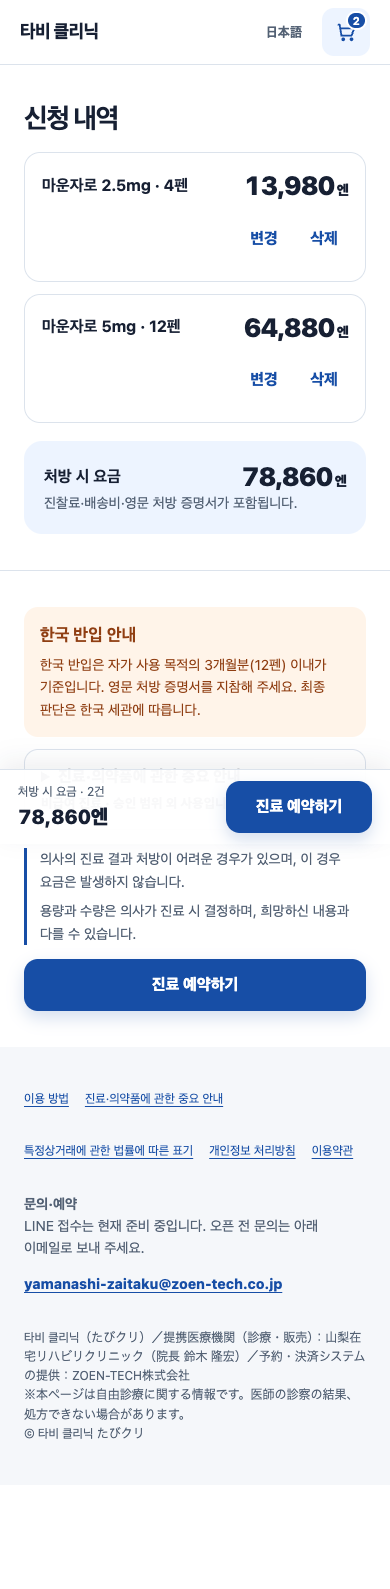 타비 클리닉
日本語
2
신청 내역
마운자로 2.5mg · 4펜
13,980엔
변경 삭제
마운자로 5mg · 12펜
64,880엔
변경 삭제
처방 시 요금
78,860엔
진찰료·배송비·영문 처방 증명서가 포함됩니다.
한국 반입 안내
한국 반입은 자가 사용 목적의 3개월분(12펜) 이내가
기준입니다. 영문 처방 증명서를 지참해 주세요. 최종
판단은 한국 세관에 따릅니다.
▶ 진료·의약품에 관한 중요 안내
처방 시 요금 · 2건
78,860엔
진료 예약하기
의사의 진료 결과 처방이 어려운 경우가 있으며, 이 경우
요금은 발생하지 않습니다.
용량과 수량은 의사가 진료 시 결정하며, 희망하신 내용과
다를 수 있습니다.
진료 예약하기
이용 방법 진료·의약품에 관한 중요 안내
특정상거래에 관한 법률에 따른 표기 개인정보 처리방침 이용약관
문의·예약
LINE 접수는 현재 준비 중입니다. 오픈 전 문의는 아래
이메일로 보내 주세요.
yamanashi-zaitaku@zoen-tech.co.jp
타비 클리닉（たびクリ）／提携医療機関（診療・販売）：山梨在
宅リハビリクリニック（院長 鈴木 隆宏）／予約・決済システム
の提供：ZOEN-TECH株式会社
※本ページは自由診療に関する情報です。医師の診察の結果、
処方できない場合があります。
© 타비 클리닉 たびクリ